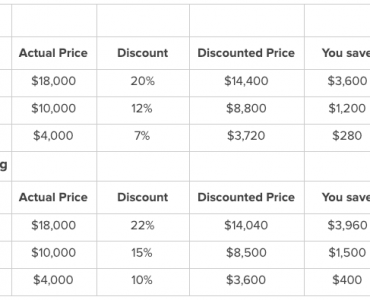 Actual Price Discount Discounted Price You save
$18,000 20% $14,400 $3,600
$10,000 12% $8,800 $1,200
$4,000 7% $3,720 $280
g
Actual Price Discount Discounted Price You save
$18,000 22% $14,040 $3,960
$10,000 15% $8,500 $1,500
$4,000 10% $3,600 $400